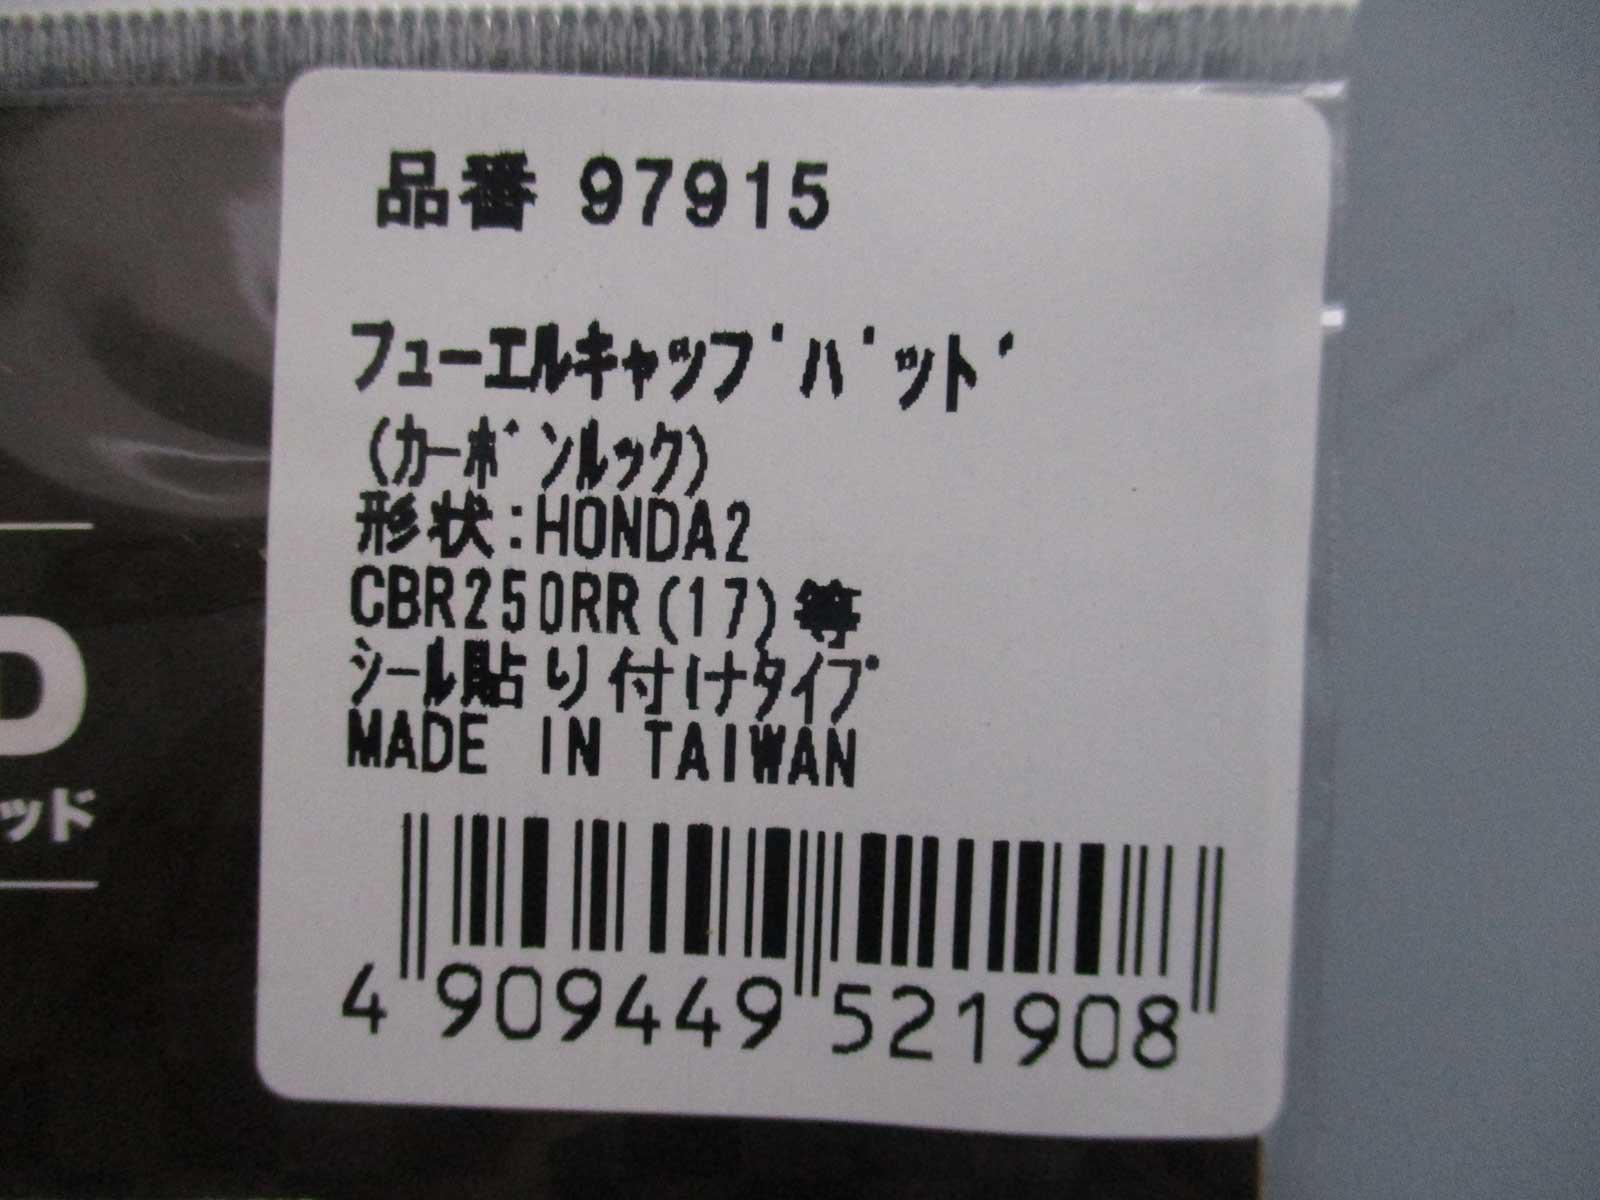 品番 97915
フューエルキャップパッド
(カーボンルック)
形状:HONDA2
CBR250RR(17)等
シール貼り付けタイプ
MADE IN TAIWAN
4 909449 521908
D
ッド